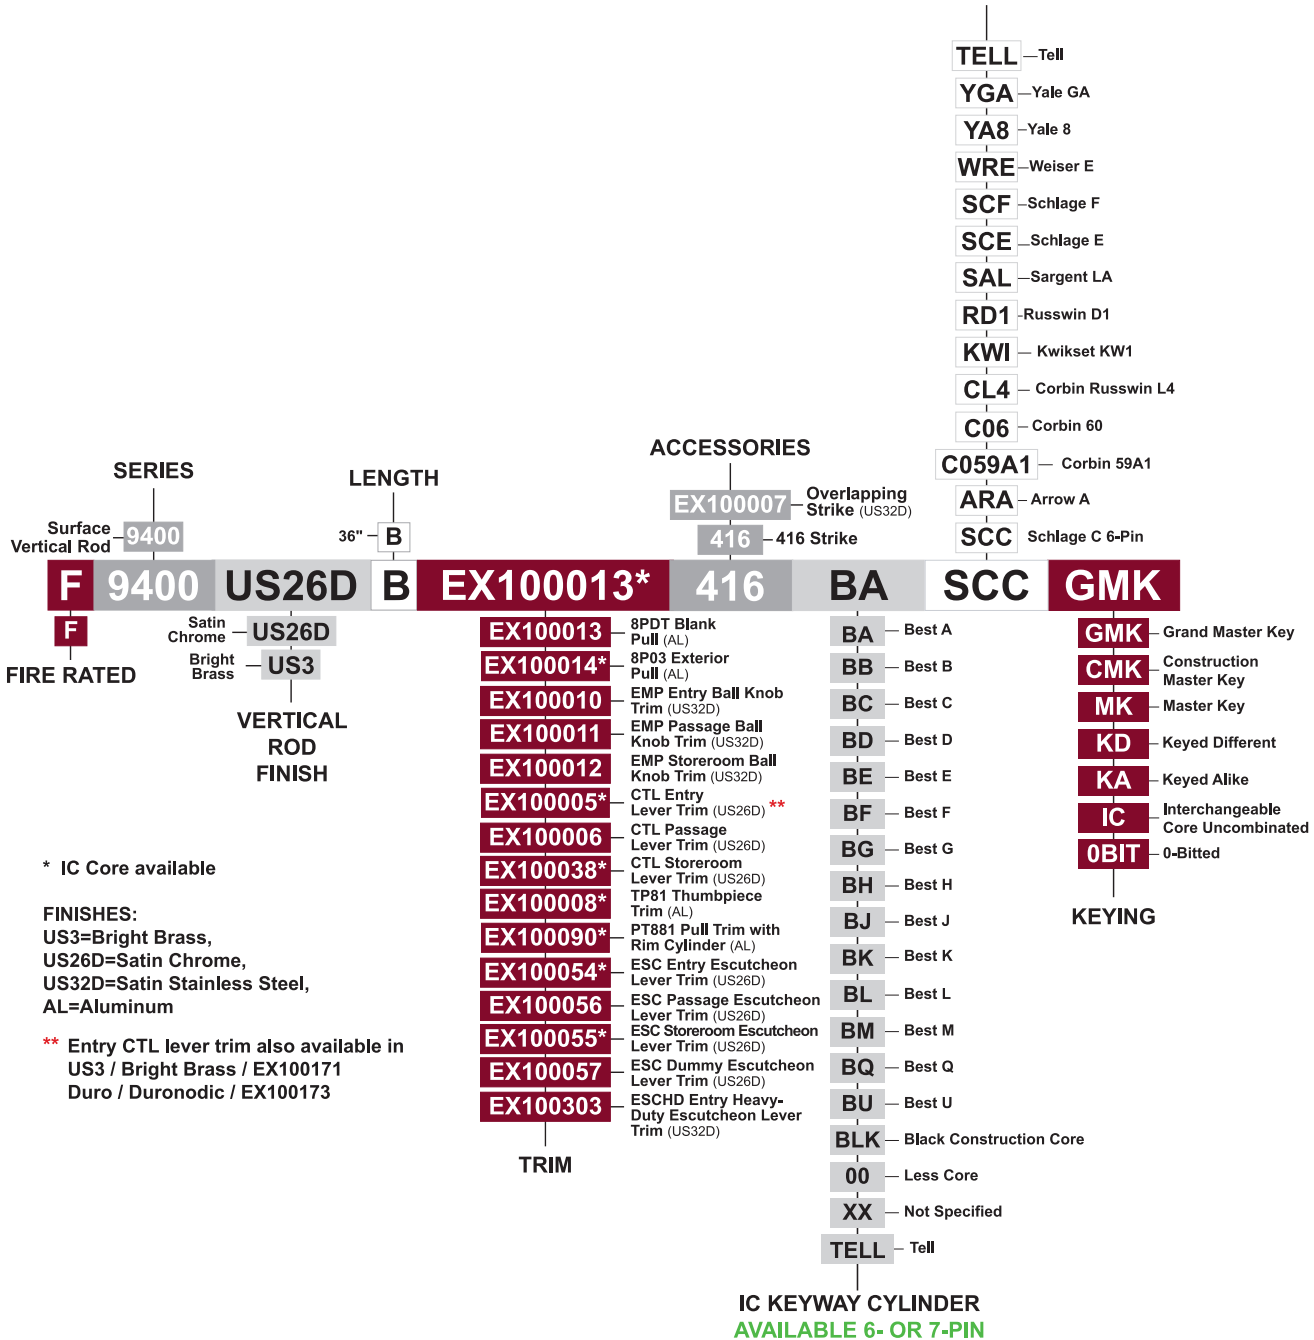 TELL Tell
YGA Yale GA
YA8 Yale 8
WRE Weiser E
SCF Schlage F
SCE Schlage E
SAL Sargent LA
RD1 Russwin D1
KWI Kwikset KW1
CL4 Corbin Russwin L4
C06 Corbin 60
C059A1 Corbin 59A1
ARA Arrow A
SCC Schlage C 6-Pin
ACCESSORIES
EX100007 Overlapping
Strike (US32D)
416 416 Strike
SERIES
Surface
Vertical Rod 9400
LENGTH
36" B
F 9400 US26D B EX100013* 416 BA SCC GMK
F
FIRE RATED
Satin
Chrome US26D
Bright
Brass US3
VERTICAL
ROD
FINISH
EX100013 8PDT Blank
Pull (AL)
EX100014* 8P03 Exterior
Pull (AL)
EX100010 EMP Entry Ball Knob
Trim (US32D)
EX100011 EMP Passage Ball
Knob Trim (US32D)
EX100012 EMP Storeroom Ball
Knob Trim (US32D)
EX100005* CTL Entry
Lever Trim (US26D) **
EX100006 CTL Passage
Lever Trim (US26D)
EX100038* CTL Storeroom
Lever Trim (US26D)
EX100008* TP81 Thumbpiece
Trim (AL)
EX100090* PT881 Pull Trim with
Rim Cylinder (AL)
EX100054* ESC Entry Escutcheon
Lever Trim (US26D)
EX100056 ESC Passage Escutcheon
Lever Trim (US26D)
EX100055* ESC Storeroom Escutcheon
Lever Trim (US26D)
EX100057 ESC Dummy Escutcheon
Lever Trim (US26D)
EX100303 ESCHD Entry Heavy-
Duty Escutcheon Lever
Trim (US32D)
TRIM
BA Best A
BB Best B
BC Best C
BD Best D
BE Best E
BF Best F
BG Best G
BH Best H
BJ Best J
BK Best K
BL Best L
BM Best M
BQ Best Q
BU Best U
BLK Black Construction Core
00 Less Core
XX Not Specified
TELL Tell
IC KEYWAY CYLINDER
AVAILABLE 6- OR 7-PIN
GMK Grand Master Key
CMK Construction
Master Key
MK Master Key
KD Keyed Different
KA Keyed Alike
IC Interchangeable
Core Uncombinated
0BIT 0-Bitted
KEYING
* IC Core available
FINISHES:
US3=Bright Brass,
US26D=Satin Chrome,
US32D=Satin Stainless Steel,
AL=Aluminum
** Entry CTL lever trim also available in
US3 / Bright Brass / EX100171
Duro / Duronodic / EX100173